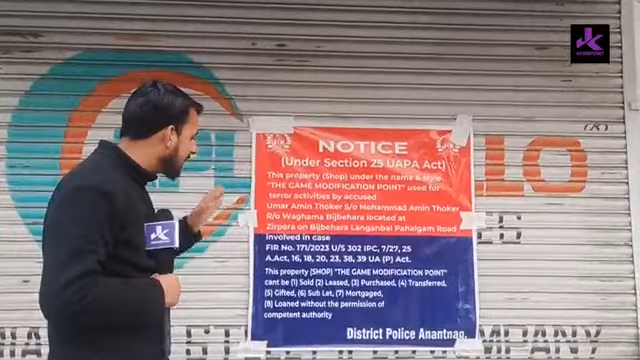 JK
NOTICE
(Under Section 25 UAPA Act)
This property (Shop) under the name & style
"THE GAME MODIFICATION POINT" used for
terror activities by accused
Umar Amin Thoker S/o Mohammad Amin Thoker
R/o Waghama Bijbehara located at
Zirpora on Bijbehara Langanbal Pahalgam Road
involved in case
FIR No. 171/2023 U/S 302 IPC, 7/27, 25
A.Act, 16, 18, 20, 23, 38, 39 UA (P) Act.
This property (SHOP) "THE GAME MODIFICIATION POINT"
cant be (1) Sold (2) Leased, (3) Purchased, (4) Transferred,
(5) Gifted, (6) Sub Let, (7) Mortgaged,
(8) Loaned without the permission of
competent authority
District Police Anantnag.
LLO
COMPANY